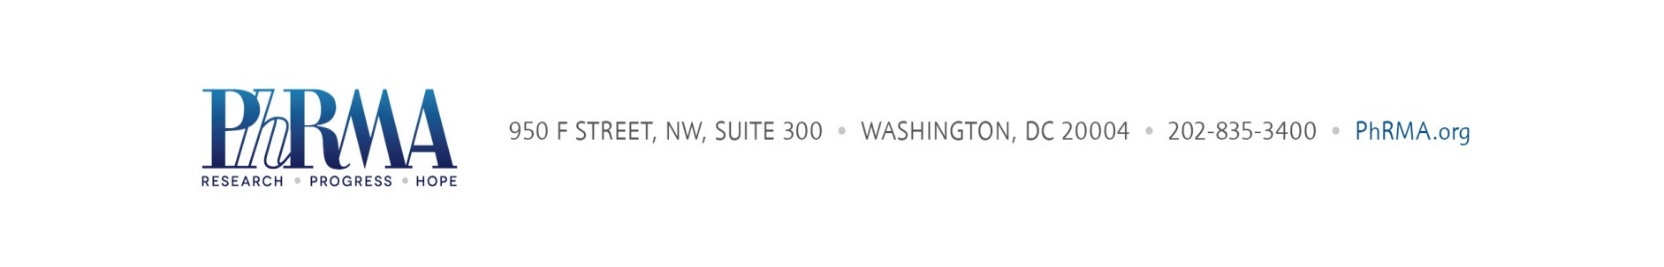 PhRMA
RESEARCH • PROGRESS • HOPE
950 F STREET, NW, SUITE 300 • WASHINGTON, DC 20004 • 202-835-3400 • PhRMA.org